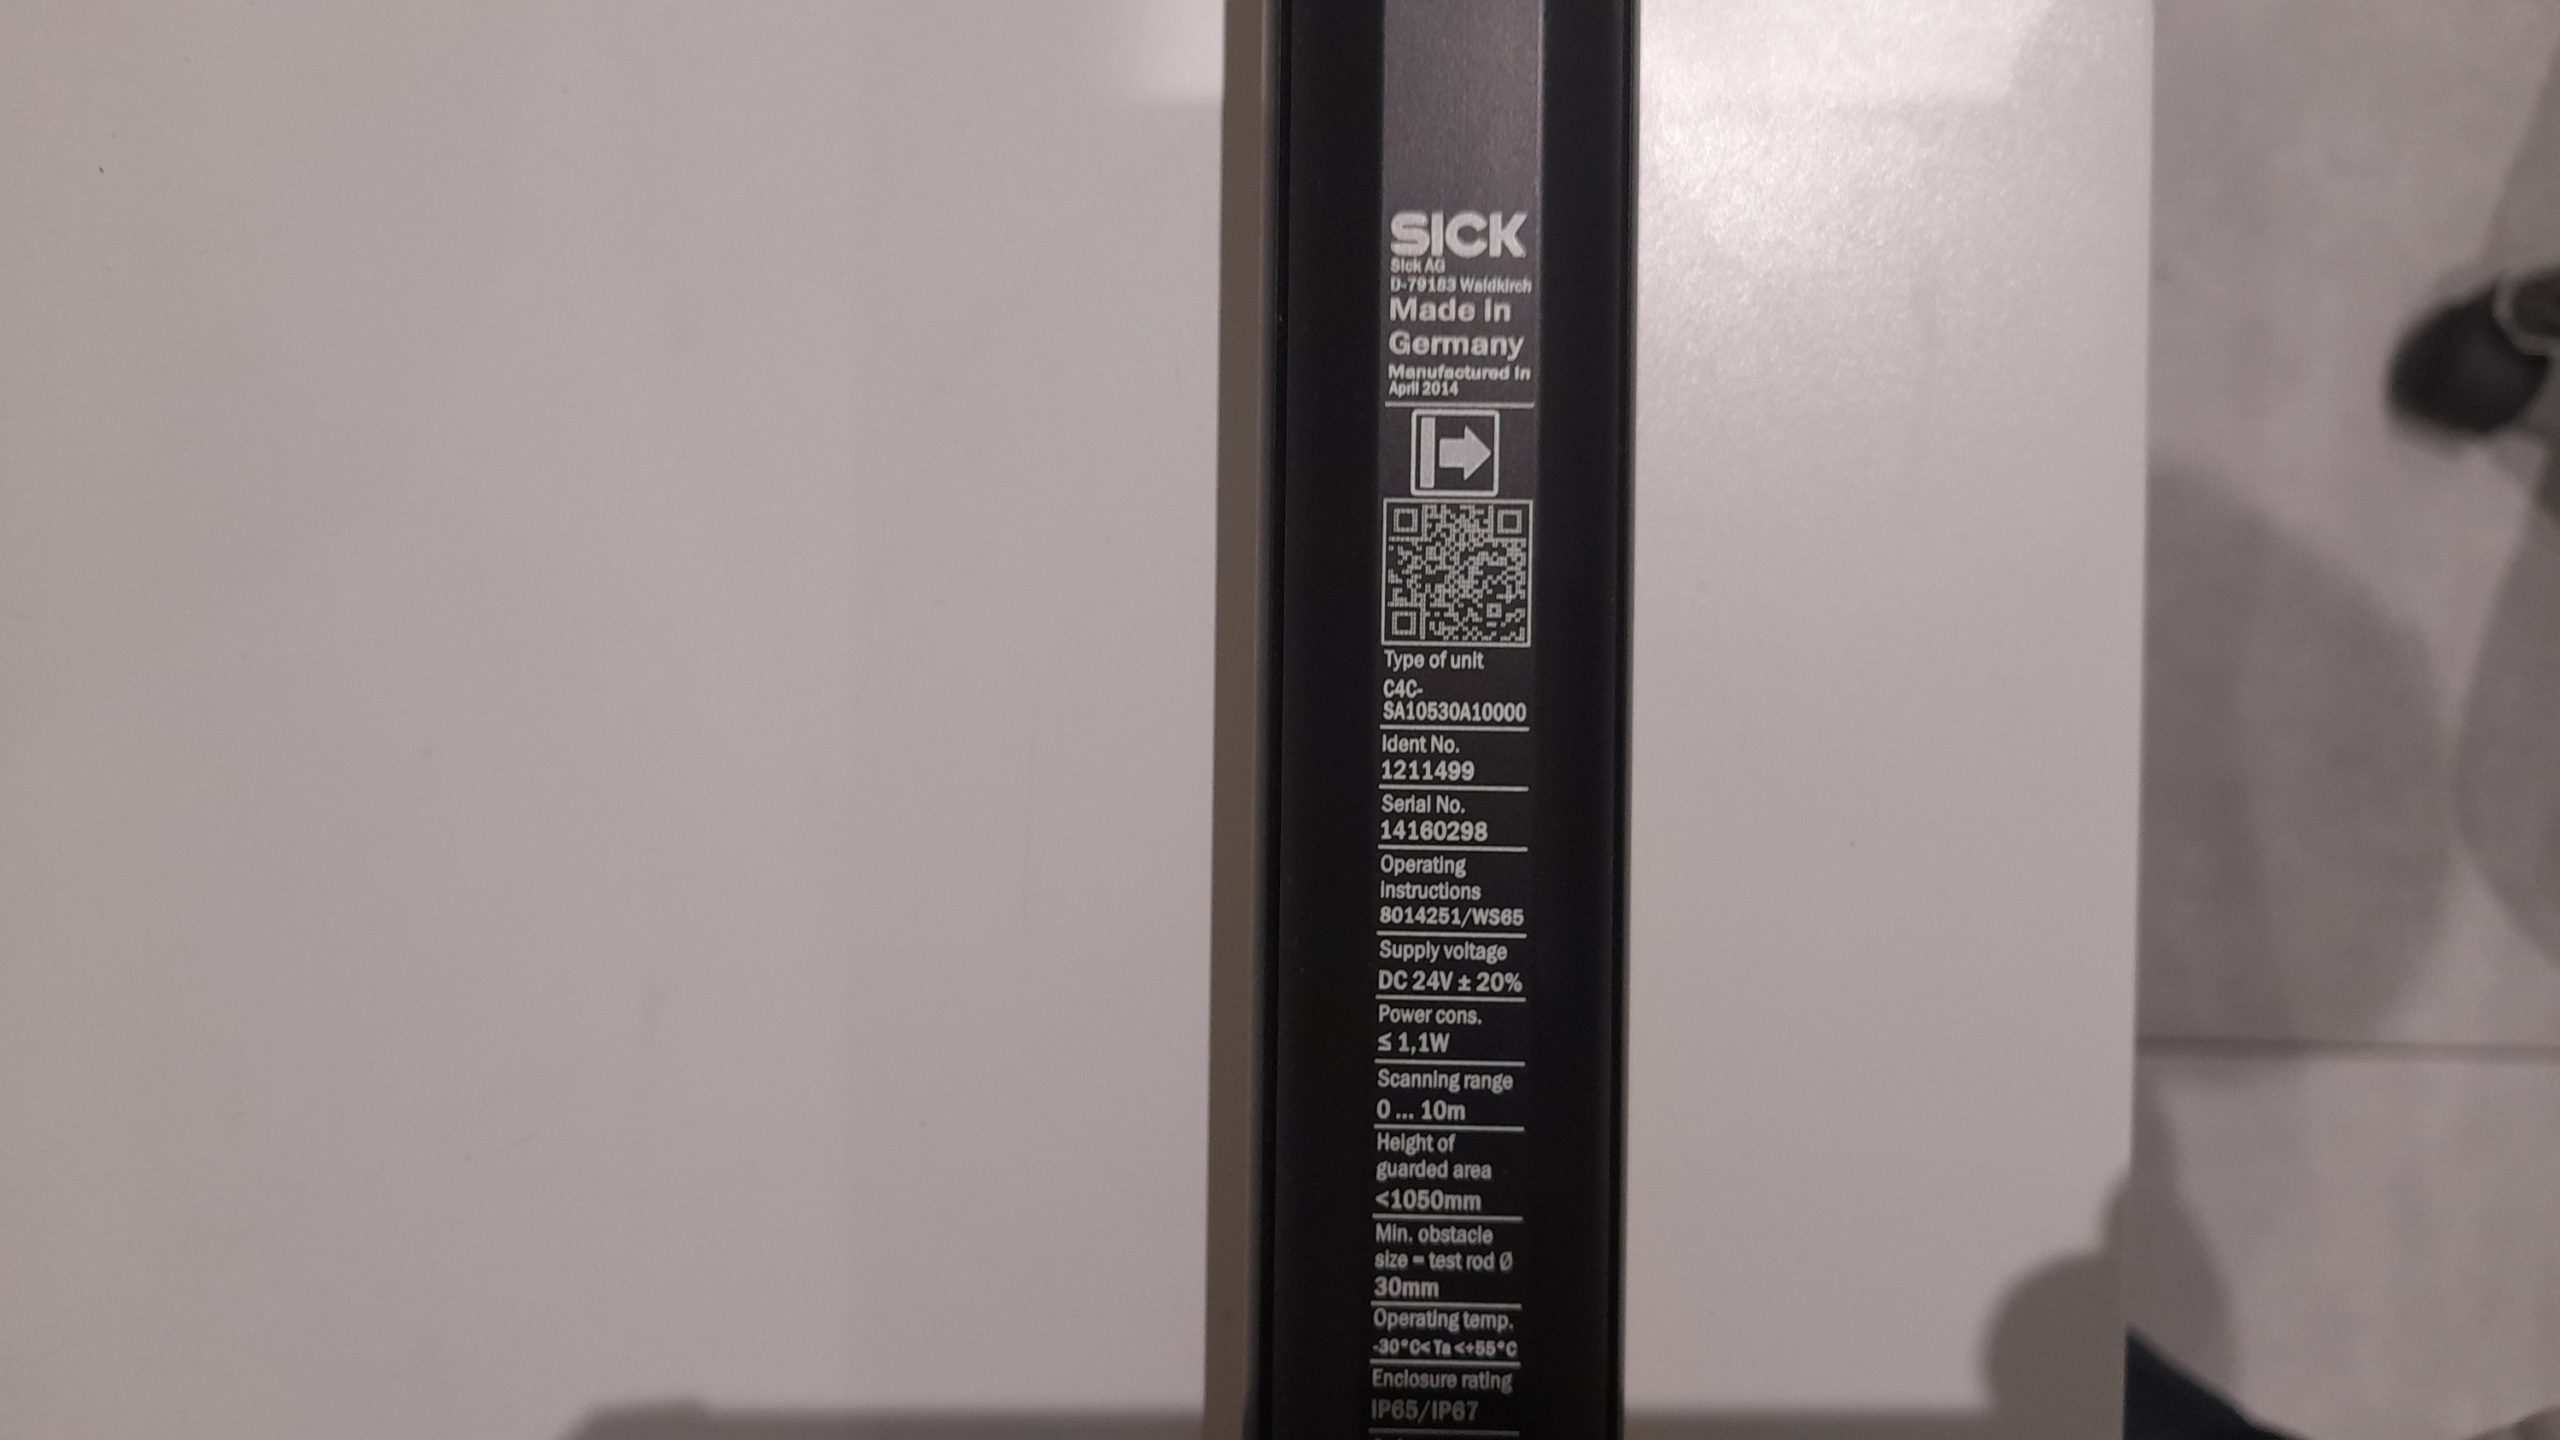 SICK
Sick AG
D-79183 Waldkirch
Made in
Germany
Manufactured in
April 2014
Type of unit
C4C-
SA10530A10000
Ident No.
1211499
Serial No.
14160298
Operating
instructions
8014251/WS65
Supply voltage
DC 24V ± 20%
Power cons.
≤ 1,1W
Scanning range
0 ... 10m
Height of
guarded area
<1050mm
Min. obstacle
size = test rod Ø
30mm
Operating temp.
-30°C< Ta <+55°C
Enclosure rating
IP65/IP67